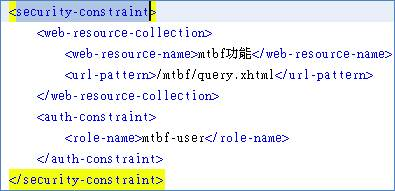 <security-constraint>
<web-resource-collection>
<web-resource-name>mtbf功能</web-resource-name>
<url-pattern>/mtbf/query.xhtml</url-pattern>
</web-resource-collection>
<auth-constraint>
<role-name>mtbf-user</role-name>
</auth-constraint>
</security-constraint>